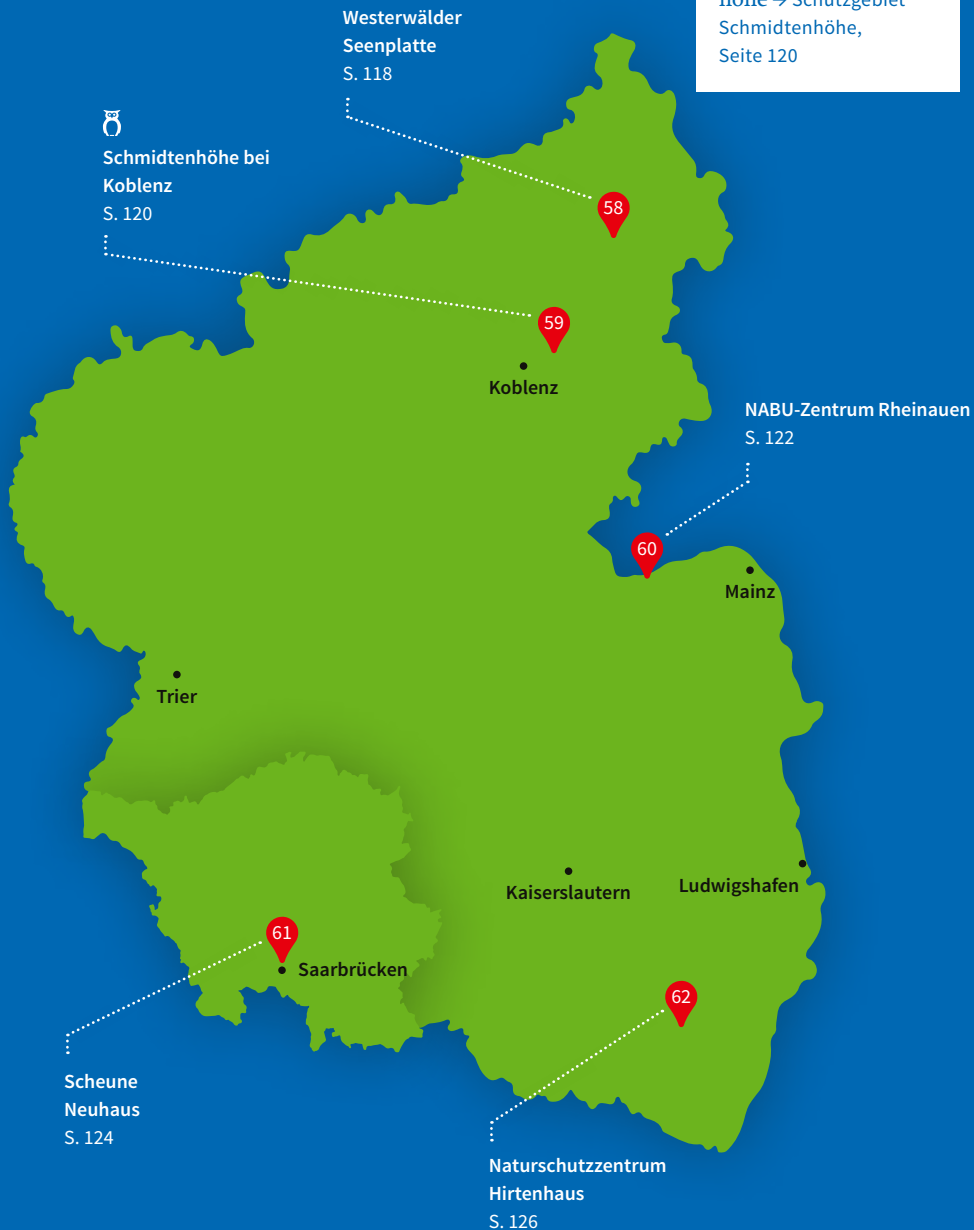 höhe → Schutzgebiet
Schmidtenhöhe,
Seite 120
Westerwälder
Seenplatte
S. 118
Schmidtenhöhe bei
Koblenz
S. 120
58
59
Koblenz
NABU-Zentrum Rheinauen
S. 122
60
Mainz
Trier
Kaiserslautern
Ludwigshafen
61
Saarbrücken
62
Scheune
Neuhaus
S. 124
Naturschutzzentrum
Hirtenhaus
S. 126